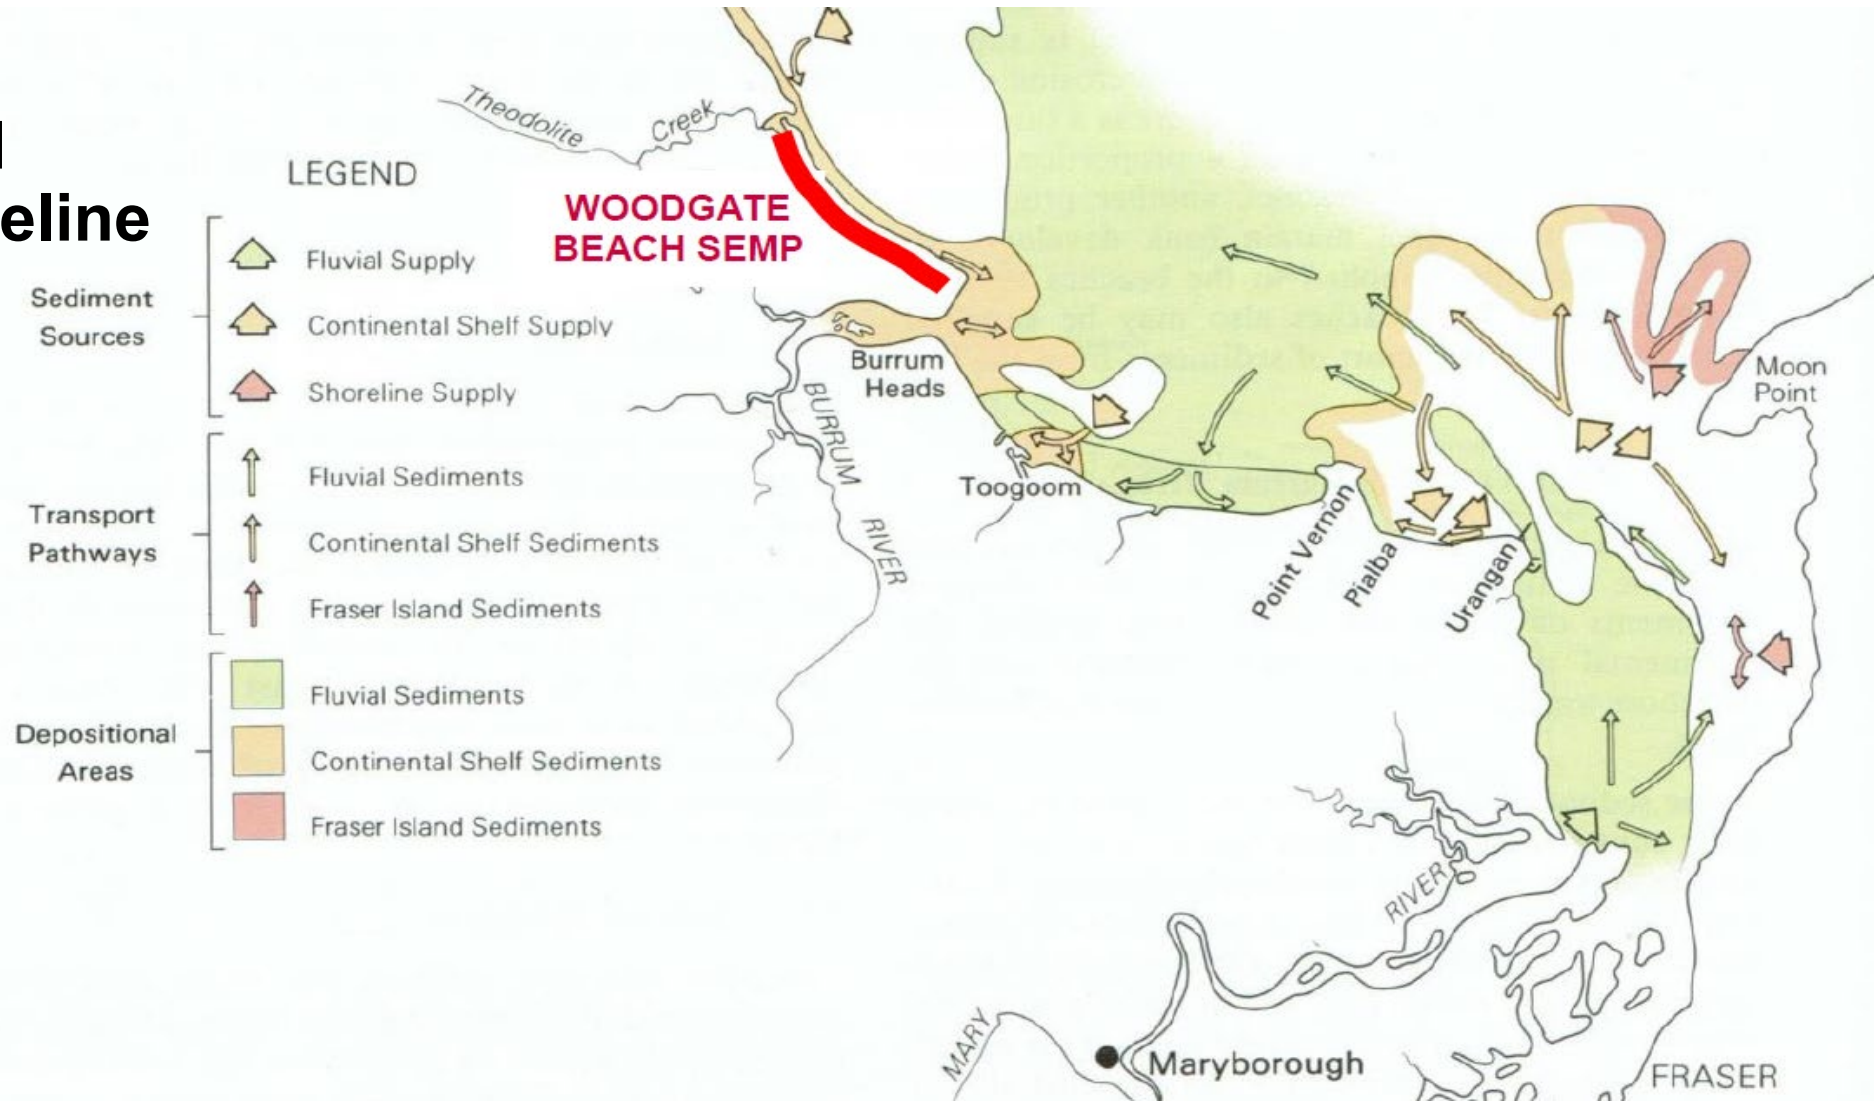 eline
LEGEND
Sediment
Sources
Fluvial Supply
Continental Shelf Supply
Shoreline Supply
Transport
Pathways
Fluvial Sediments
Continental Shelf Sediments
Fraser Island Sediments
Depositional
Areas
Fluvial Sediments
Continental Shelf Sediments
Fraser Island Sediments
Theodolite
Creek
WOODGATE
BEACH SEMP
Burrum
Heads
BURRUM
RIVER
Toogoom
Point Vernon
Pialba
Urangan
Moon
Point
RIVER
MARY
Maryborough
FRASER